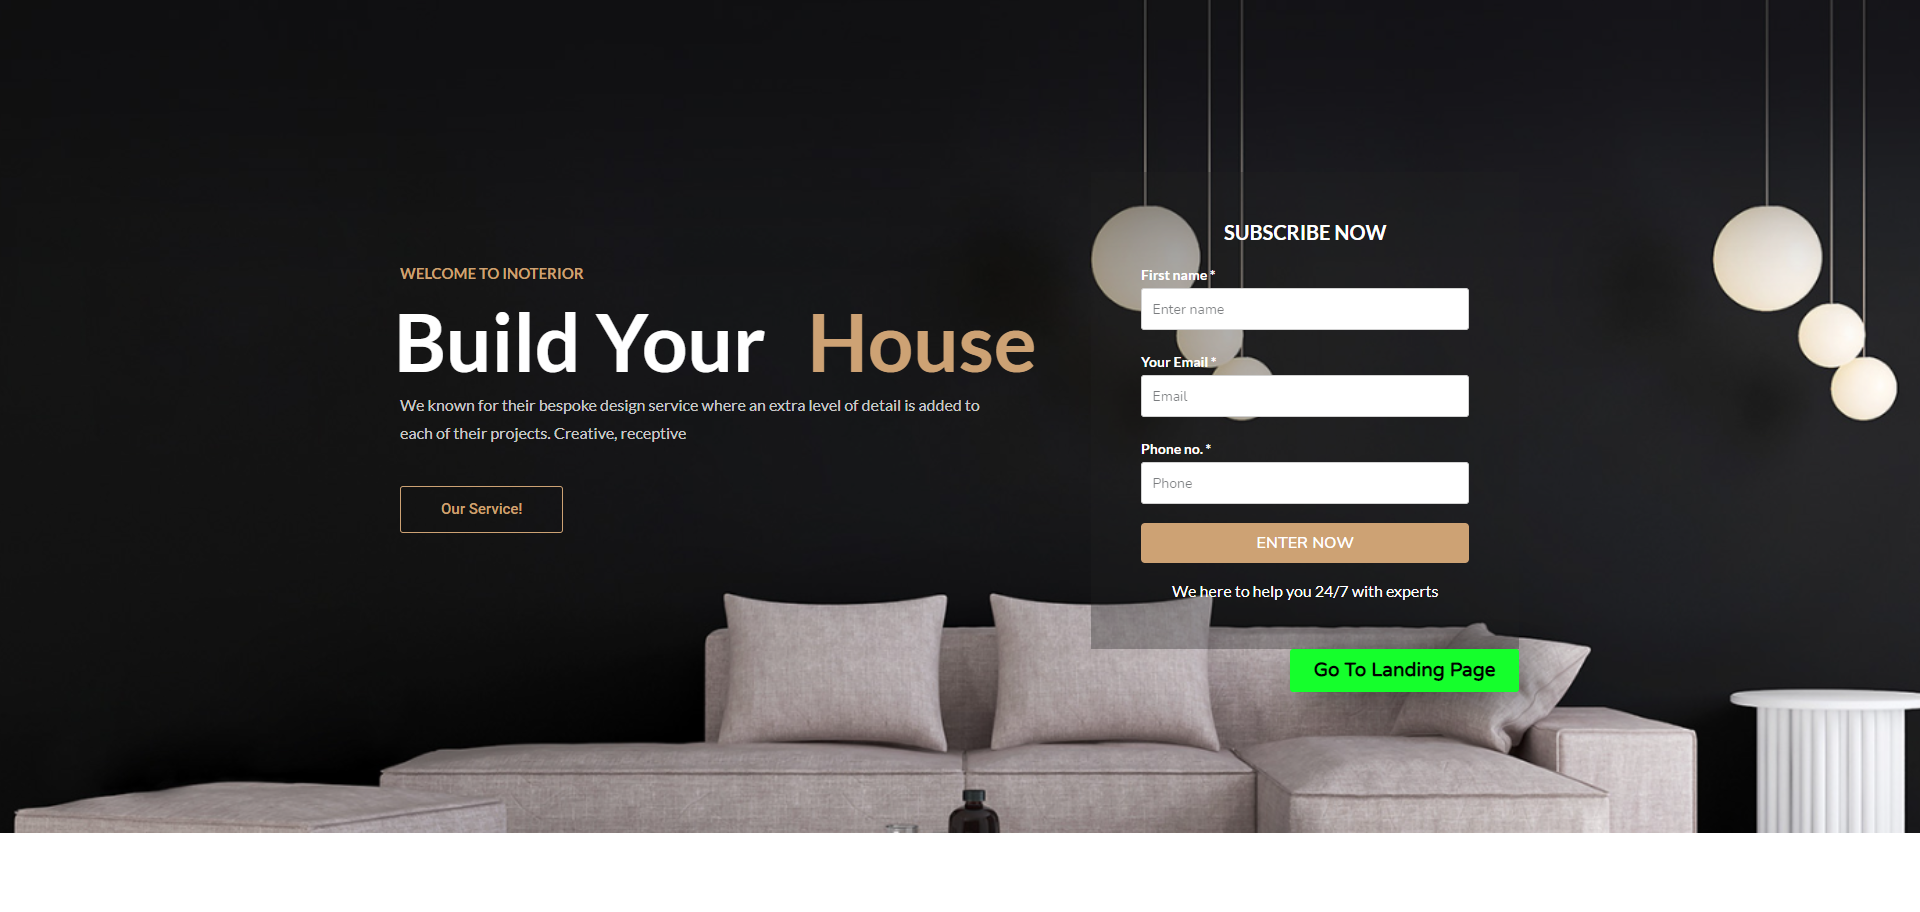 WELCOME TO INOTERIOR
Build Your House
We known for their bespoke design service where an extra level of detail is added to
each of their projects. Creative, receptive
Our Service!
SUBSCRIBE NOW
First name *
Enter name
Your Email *
Email
Phone no. *
Phone
ENTER NOW
We here to help you 24/7 with experts
Go To Landing Page